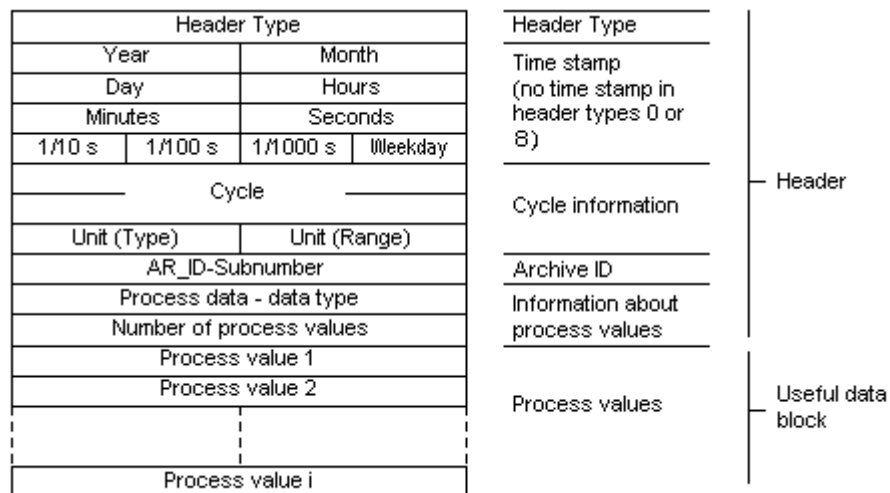 Header Type
Year Month
Day Hours
Minutes Seconds
1/10 s 1/100 s 1/1000 s Weekday
Cycle
Unit (Type) Unit (Range)
AR_ID-Subnumber
Process data - data type
Number of process values
Process value 1
Process value 2
Process value i
Header Type
Time stamp
(no time stamp in
header types 0 or
8)
Cycle information
Archive ID
Information about
process values
Process values
Header
Useful data
block